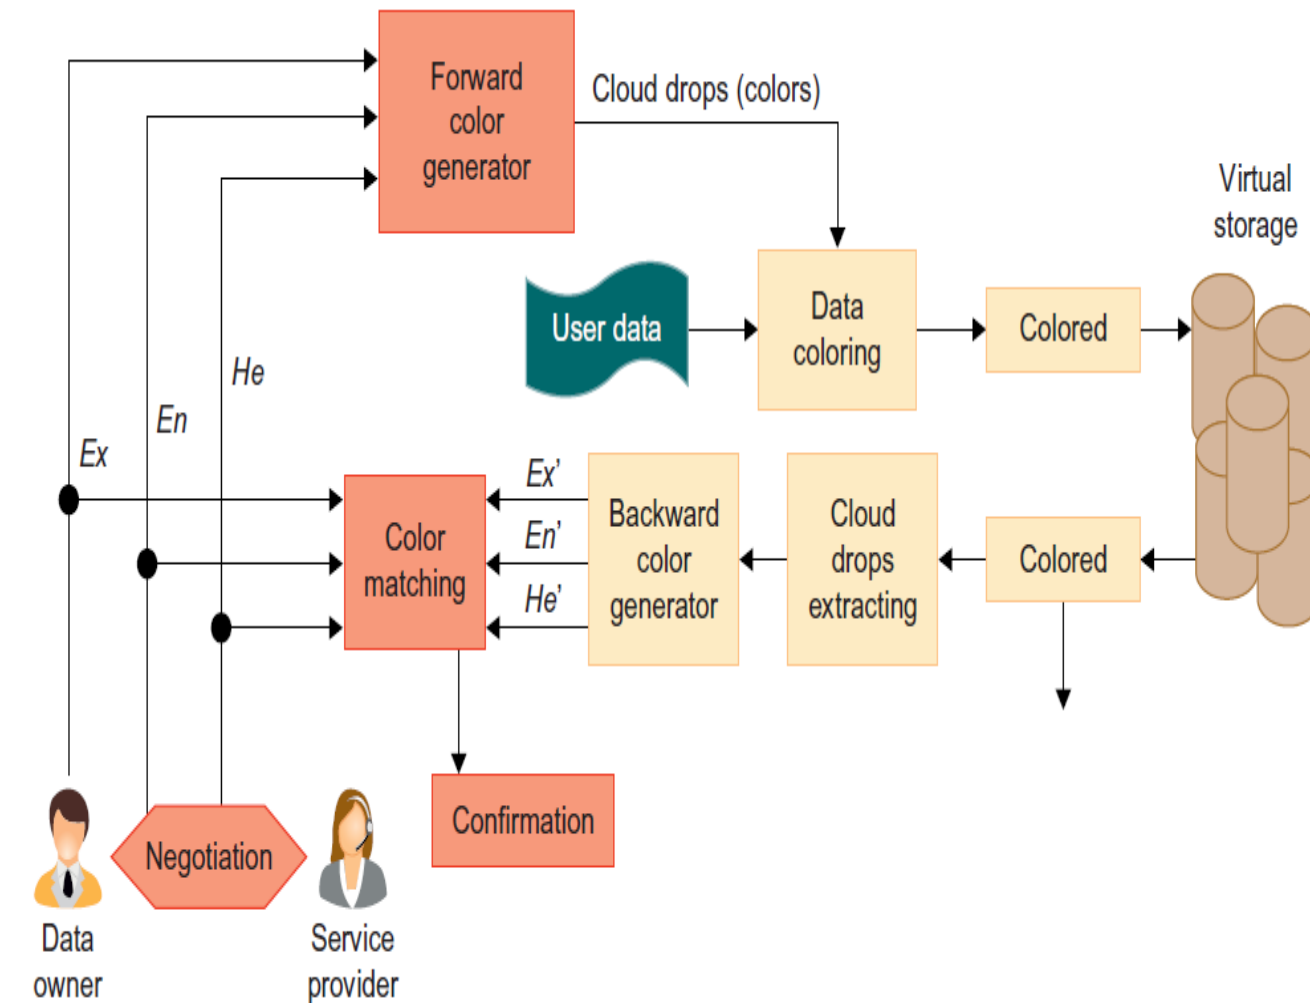 Forward
color
generator
Cloud drops (colors)
Virtual
storage
User data
Data
coloring
Colored
He
En
Ex
Color
matching
Ex’
En’
He’
Backward
color
generator
Cloud
drops
extracting
Colored
Confirmation
Negotiation
Data
owner
Service
provider